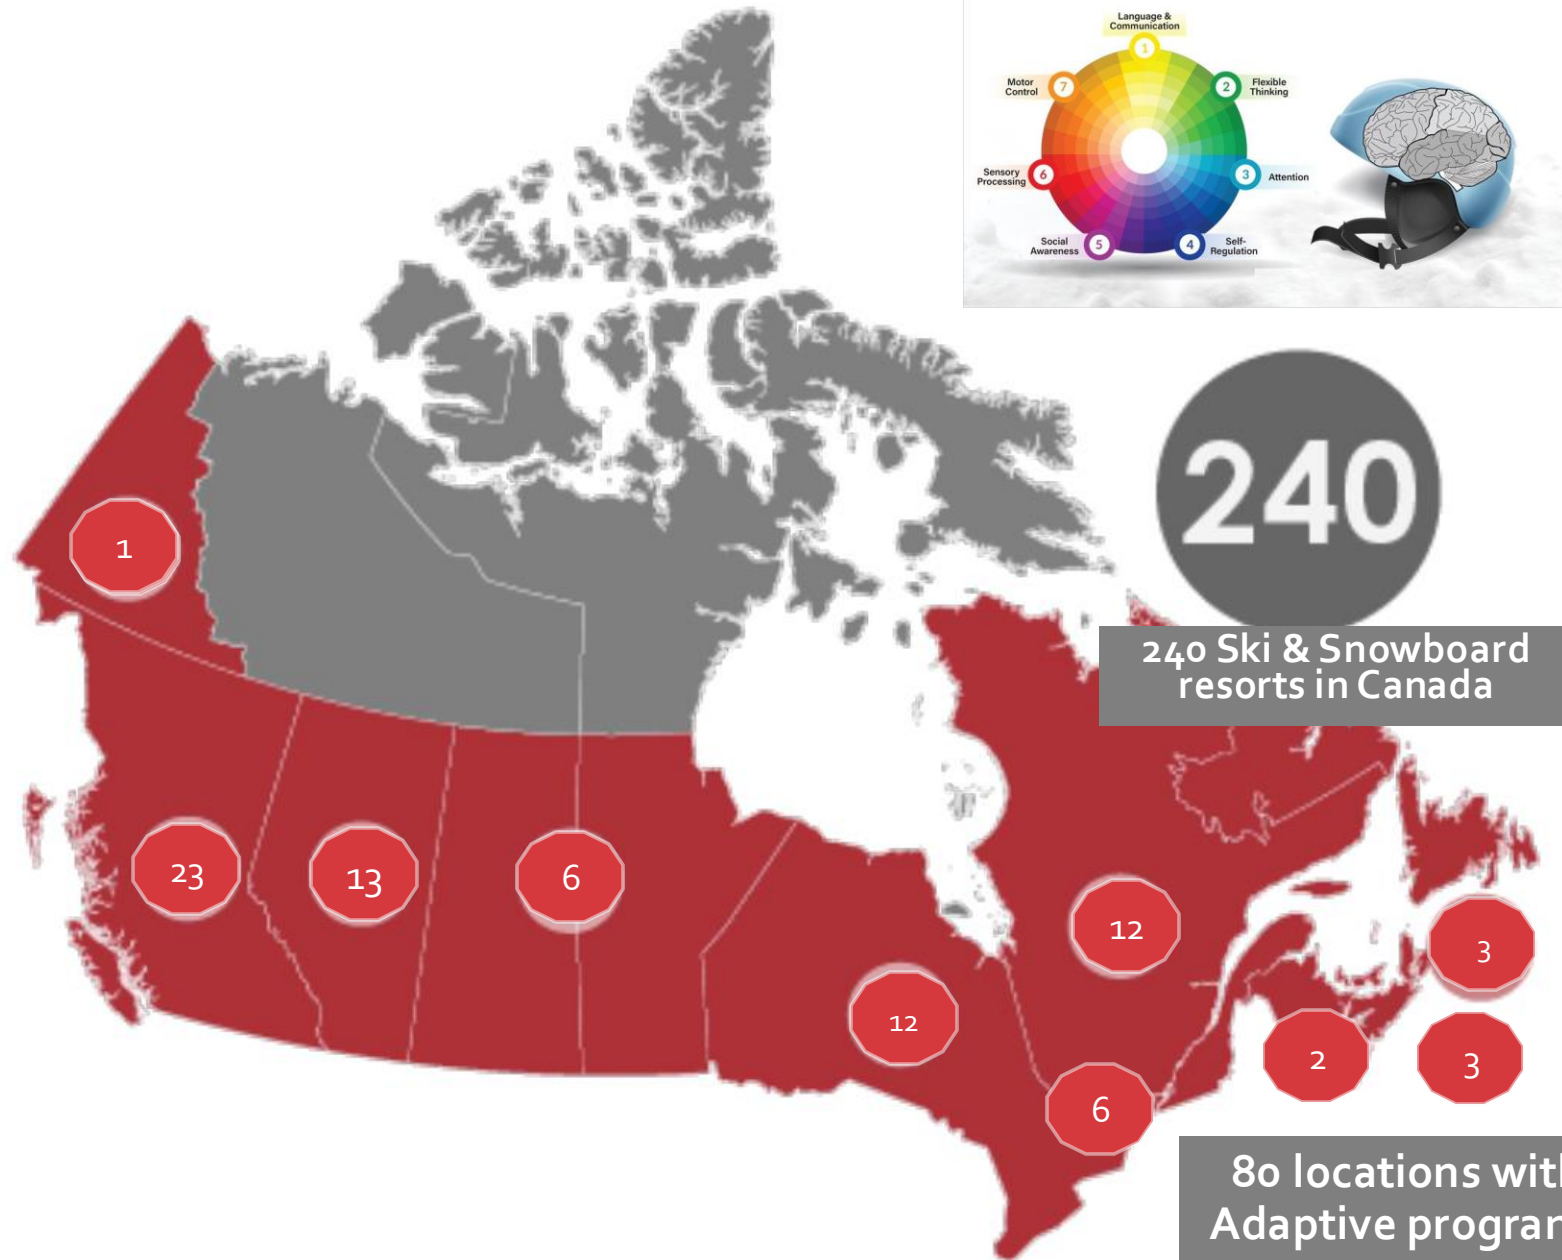 Language &
Communication
1
Motor
Control
7
2
Flexible
Thinking
Sensory
Processing
6
3
Attention
Social
Awareness
5
4
Self-
Regulation
240
240 Ski & Snowboard
resorts in Canada
1
23
13
6
12
12
3
2
3
6
80 locations with
Adaptive program